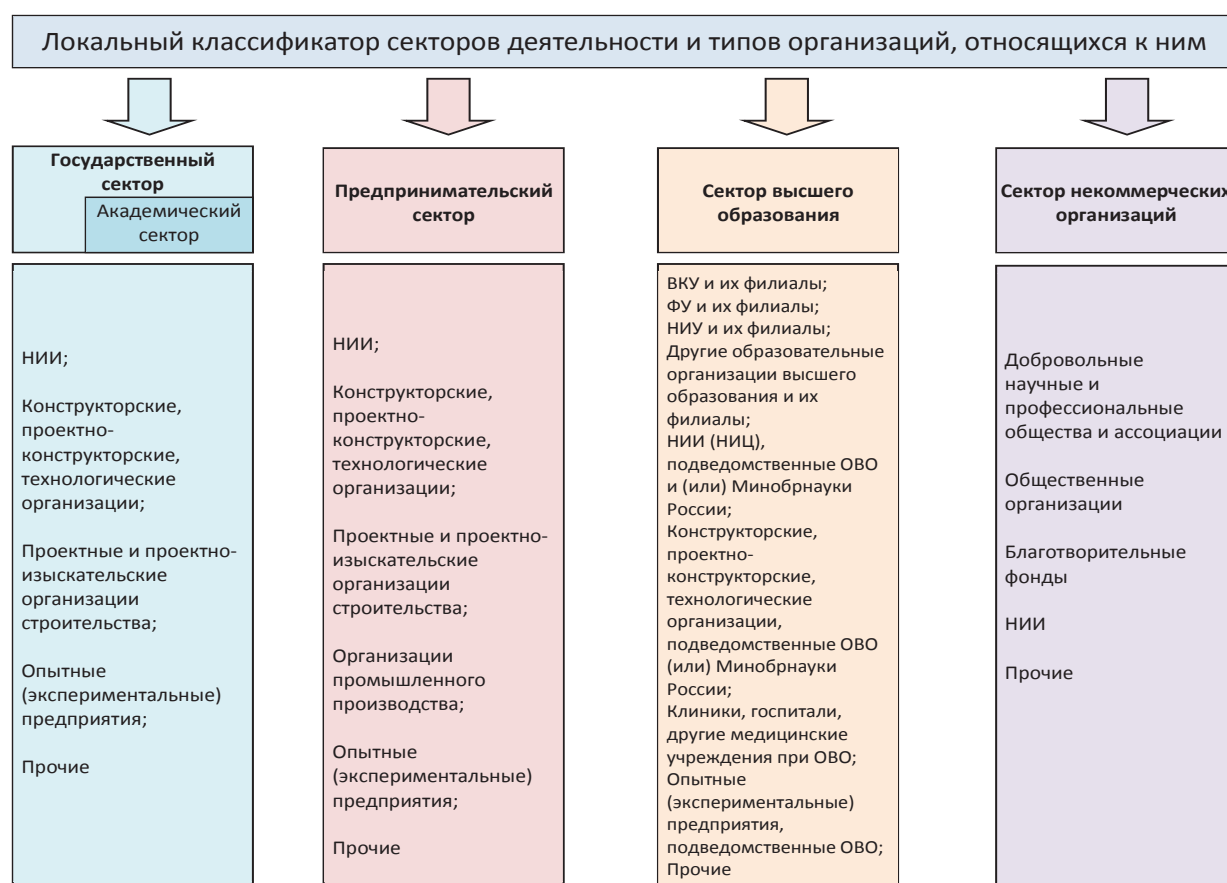 Локальный классификатор секторов деятельности и типов организаций, относящихся к ним
Государственный
сектор
Академический
сектор
НИИ;
Конструкторские,
проектно-
конструкторские,
технологические
организации;
Проектные и проектно-
изыскательские
организации
строительства;
Опытные
(экспериментальные)
предприятия;
Прочие
Предпринимательский
сектор
НИИ;
Конструкторские,
проектно-
конструкторские,
технологические
организации;
Проектные и проектно-
изыскательские
организации
строительства;
Организации
промышленного
производства;
Опытные
(экспериментальные)
предприятия;
Прочие
Сектор высшего
образования
ВКУ и их филиалы;
ФУ и их филиалы;
НИУ и их филиалы;
Другие образовательные
организации высшего
образования и их
филиалы;
НИИ (НИЦ),
подведомственные ОВО
и (или) Минобрнауки
России;
Конструкторские,
проектно-
конструкторские,
технологические
организации,
подведомственные ОВО
(или) Минобрнауки
России;
Клиники, госпитали,
другие медицинские
учреждения при ОВО;
Опытные
(экспериментальные)
предприятия,
подведомственные ОВО;
Прочие
Сектор некоммерческих
организаций
Добровольные
научные и
профессиональные
общества и ассоциации
Общественные
организации
Благотворительные
фонды
НИИ
Прочие